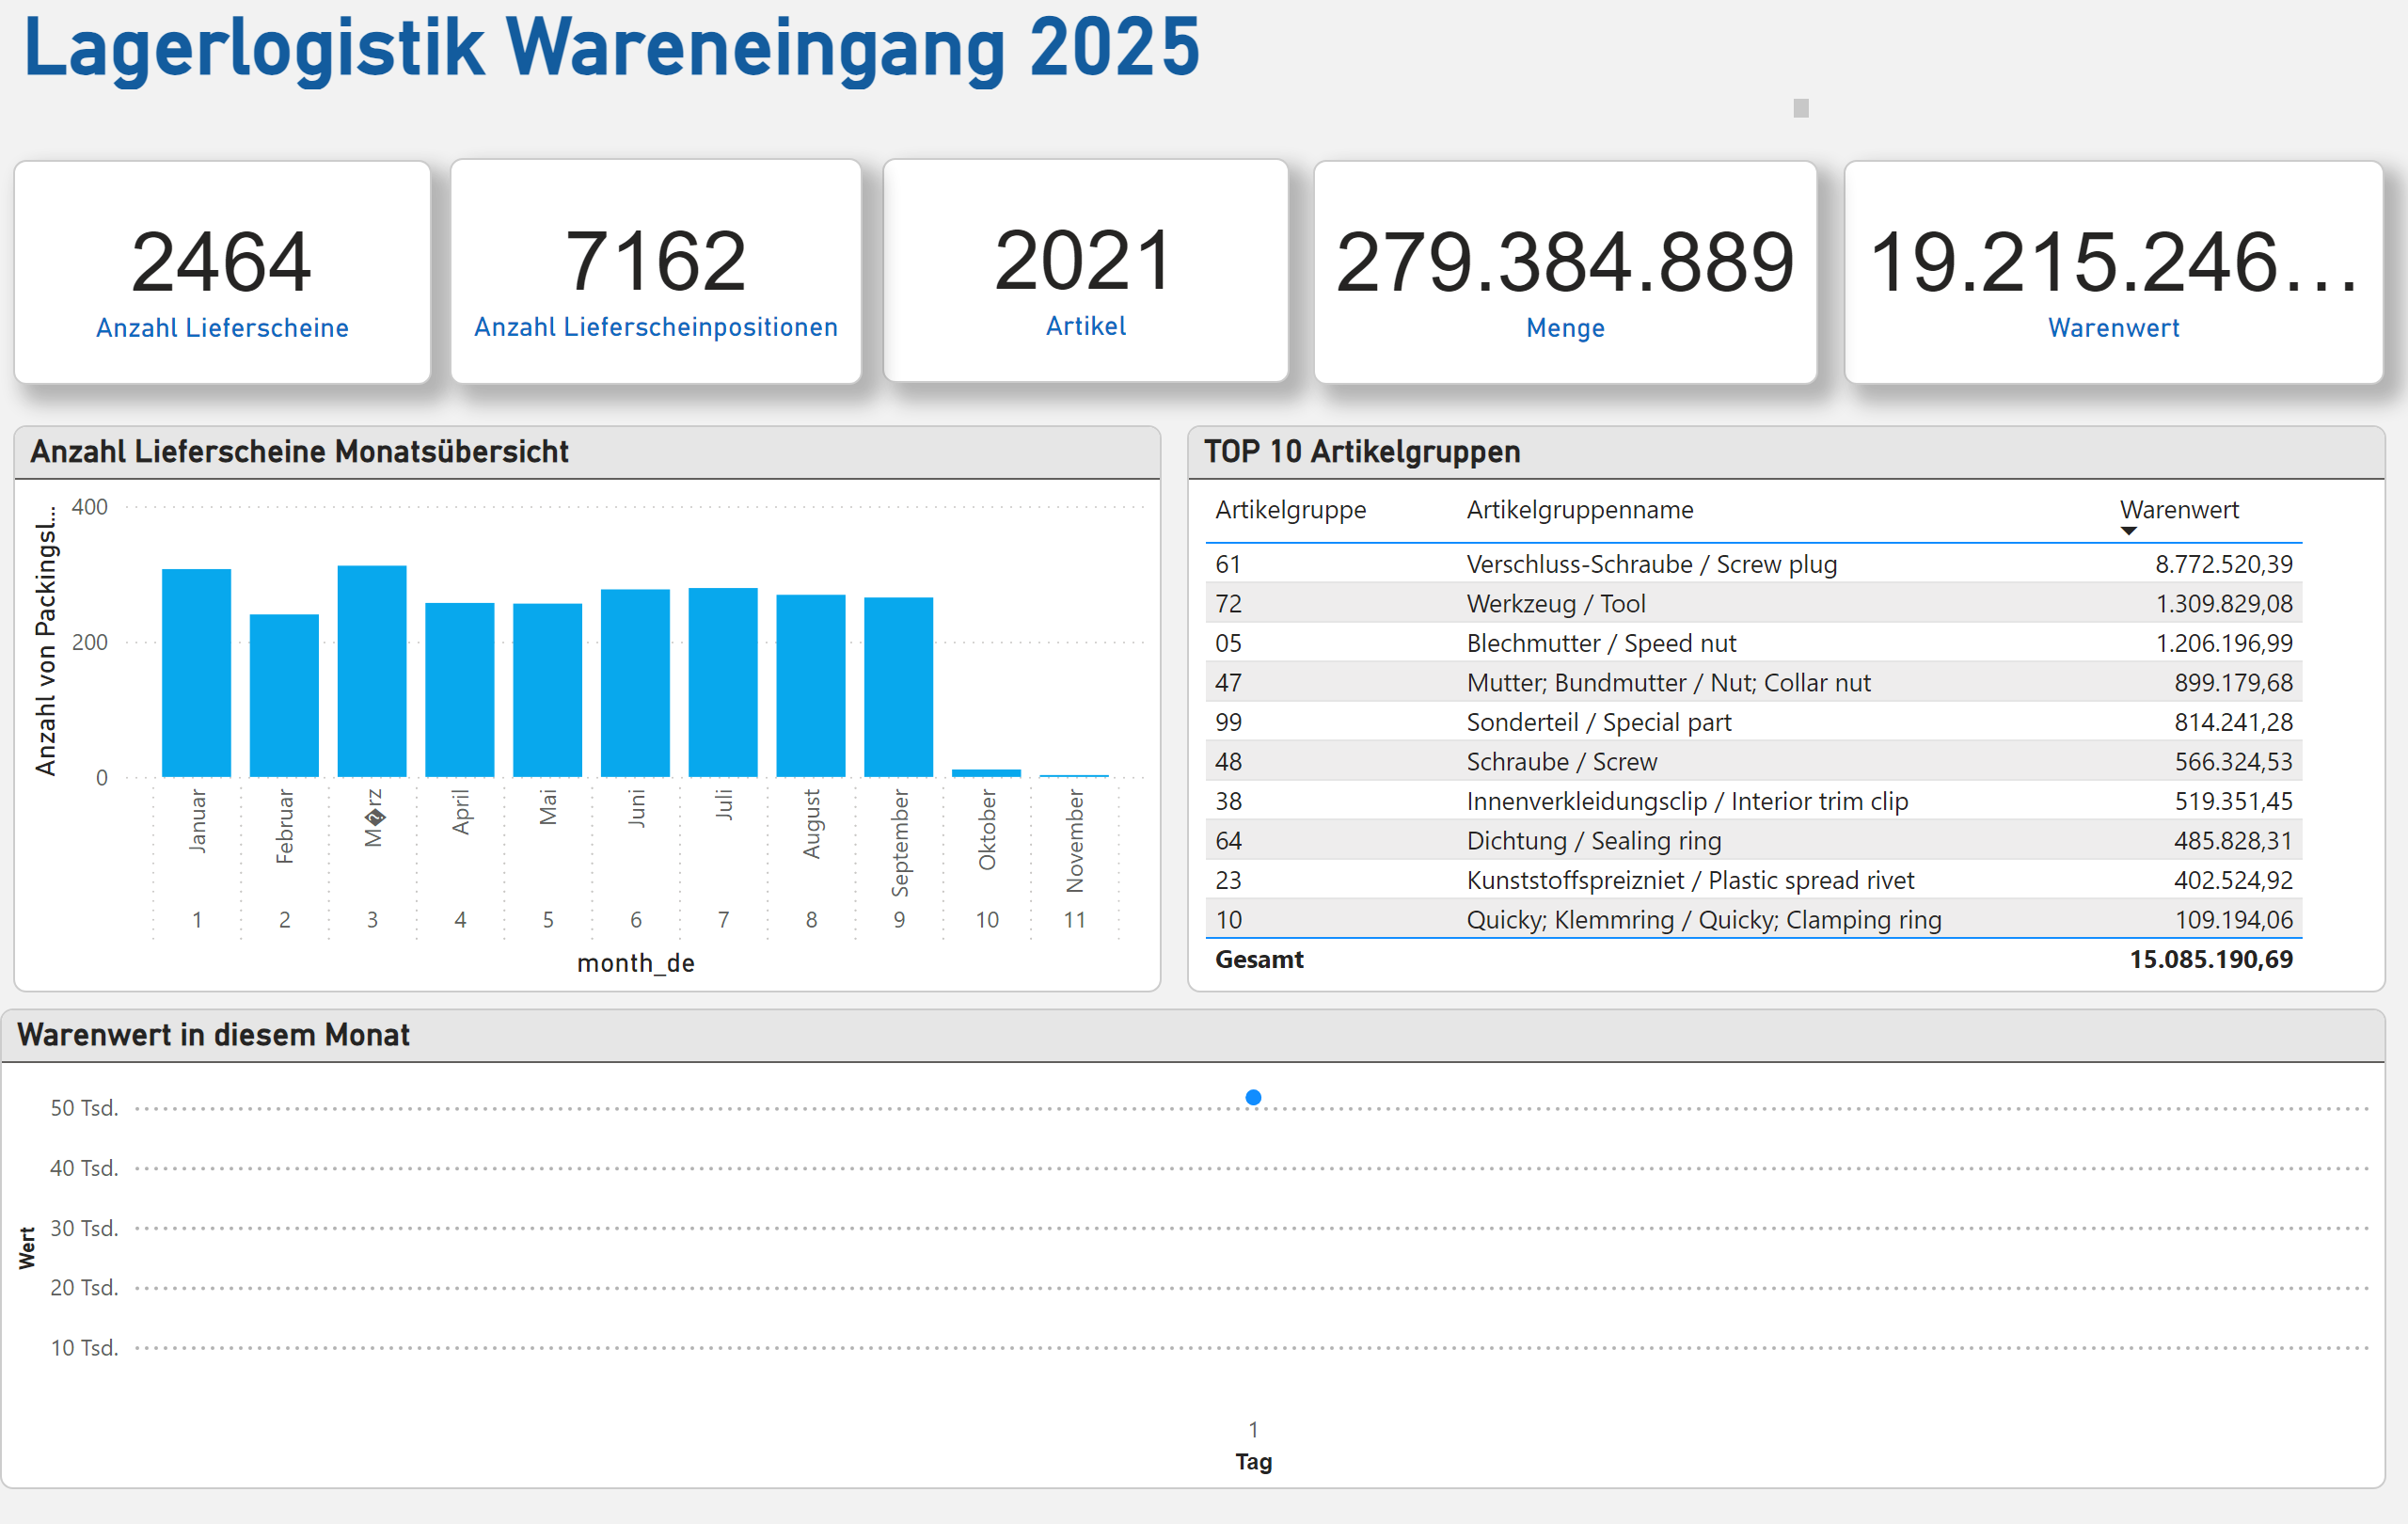 Lagerlogistik Wareneingang 2025
2464
Anzahl Lieferscheine
7162
Anzahl Lieferscheinpositionen
2021
Artikel
279.384.889
Menge
19.215.246...
Warenwert
Anzahl Lieferscheine Monatsübersicht
Anzahl von Packingsl...
400
200
0
Januar
Februar
M�rz
April
Mai
Juni
Juli
August
September
Oktober
November
1 2 3 4 5 6 7 8 9 10 11
month_de
TOP 10 Artikelgruppen
Artikelgruppe Artikelgruppenname Warenwert
61 Verschluss-Schraube / Screw plug 8.772.520,39
72 Werkzeug / Tool 1.309.829,08
05 Blechmutter / Speed nut 1.206.196,99
47 Mutter; Bundmutter / Nut; Collar nut 899.179,68
99 Sonderteil / Special part 814.241,28
48 Schraube / Screw 566.324,53
38 Innenverkleidungsclip / Interior trim clip 519.351,45
64 Dichtung / Sealing ring 485.828,31
23 Kunststoffspreizniet / Plastic spread rivet 402.524,92
10 Quicky; Klemmring / Quicky; Clamping ring 109.194,06
Gesamt 15.085.190,69
Warenwert in diesem Monat
Wert
50 Tsd.
40 Tsd.
30 Tsd.
20 Tsd.
10 Tsd.
1
Tag